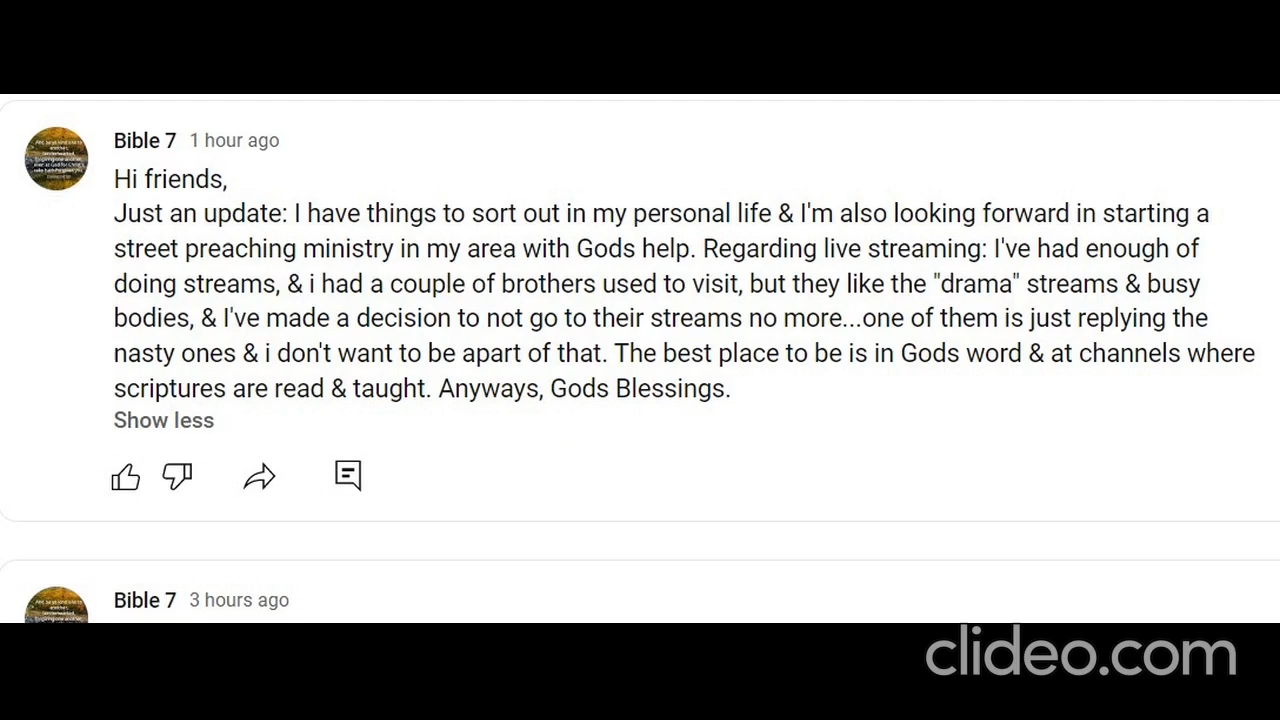 Bible 7 1 hour ago
Hi friends,
Just an update: I have things to sort out in my personal life & I'm also looking forward in starting a
street preaching ministry in my area with Gods help. Regarding live streaming: I've had enough of
doing streams, & i had a couple of brothers used to visit, but they like the "drama" streams & busy
bodies, & I've made a decision to not go to their streams no more...one of them is just replying the
nasty ones & i don't want to be apart of that. The best place to be is in Gods word & at channels where
scriptures are read & taught. Anyways, Gods Blessings.
Show less
Bible 7 3 hours ago
clideo.com